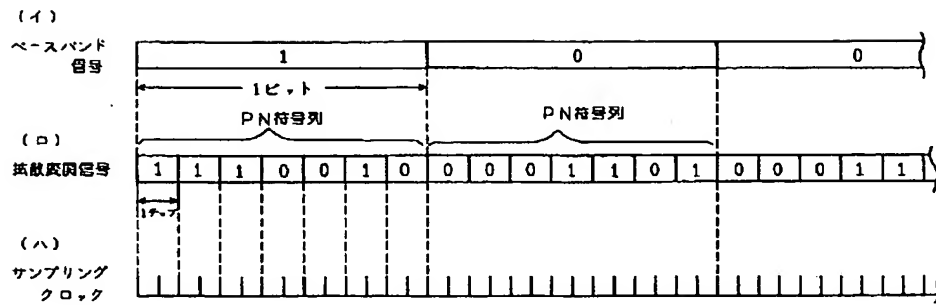 (イ)
ベースバンド
信号
1 0 0
1ビット
PN符号列 PN符号列
(ロ)
拡散変調信号
1 1 1 0 0 1 0 0 0 0 1 1 0 1 0 0 0 1 1
1チップ
(ハ)
サンプリング
クロック